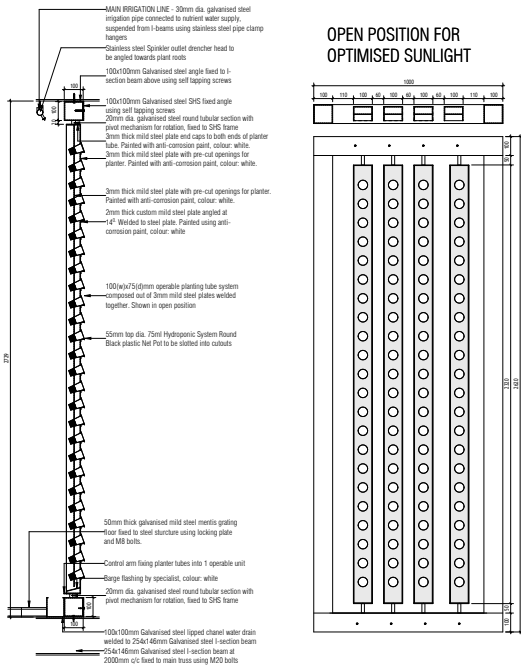 MAIN IRRIGATION LINE - 30mm dia. galvanised steel
irrigation pipe connected to nutrient water supply,
suspended from I-beams using stainless steel pipe clamp
hangers
Stainless steel Spinkler outlet drencher head to
be angled towards plant roots
100x100mm Galvanised steel angle fixed to I-
section beam above using self tapping screws
100x100mm Galvanised steel SHS fixed angle
using self tapping screws
20mm dia. galvanised steel round tubular section with
pivot mechanism for rotation, fixed to SHS frame
3mm thick mild steel plate end caps to both ends of planter
tube. Painted with anti-corrosion paint, colour: white.
3mm thick mild steel plate with pre-cut openings for
planter. Paint with anti-corrosion paint, colour: white.
3mm thick mild steel plate with pre-cut openings for planter.
Painted with anti-corrosion paint, colour: white.
2mm thick custom mild steel plate angled at
14° Welded to steel plate. Painted using anti-
corrosion paint, colour: white
100(w)x75(d)mm operable planting tube system
composed out of 3mm mild steel plates welded
together. Shown in open position
55mm top dia. 75ml Hydroponic System Round
Black plastic Net Pot to be slotted into cutouts
50mm thick galvanised mild steel mentis grating
floor fixed to steel sturcture using locking plate
and M8 bolts.
Control arm fixing planter tubes into 1 operable unit
Barge flashing by specialist, colour: white
20mm dia. galvanised steel round tubular section with
pivot mechanism for rotation, fixed to SHS frame
100x100mm Galvanised steel lipped chanel water drain
welded to 254x146mm Galvanised steel I-section beam
254x146mm Galvanised steel I-section beam at
2000mm c/c fixed to main truss using M20 bolts
100
100
2729
100
100
OPEN POSITION FOR
OPTIMISED SUNLIGHT
1000
100 110 100 60 100 60 100 60 100 110 100
100
50
2320
2620
50
100